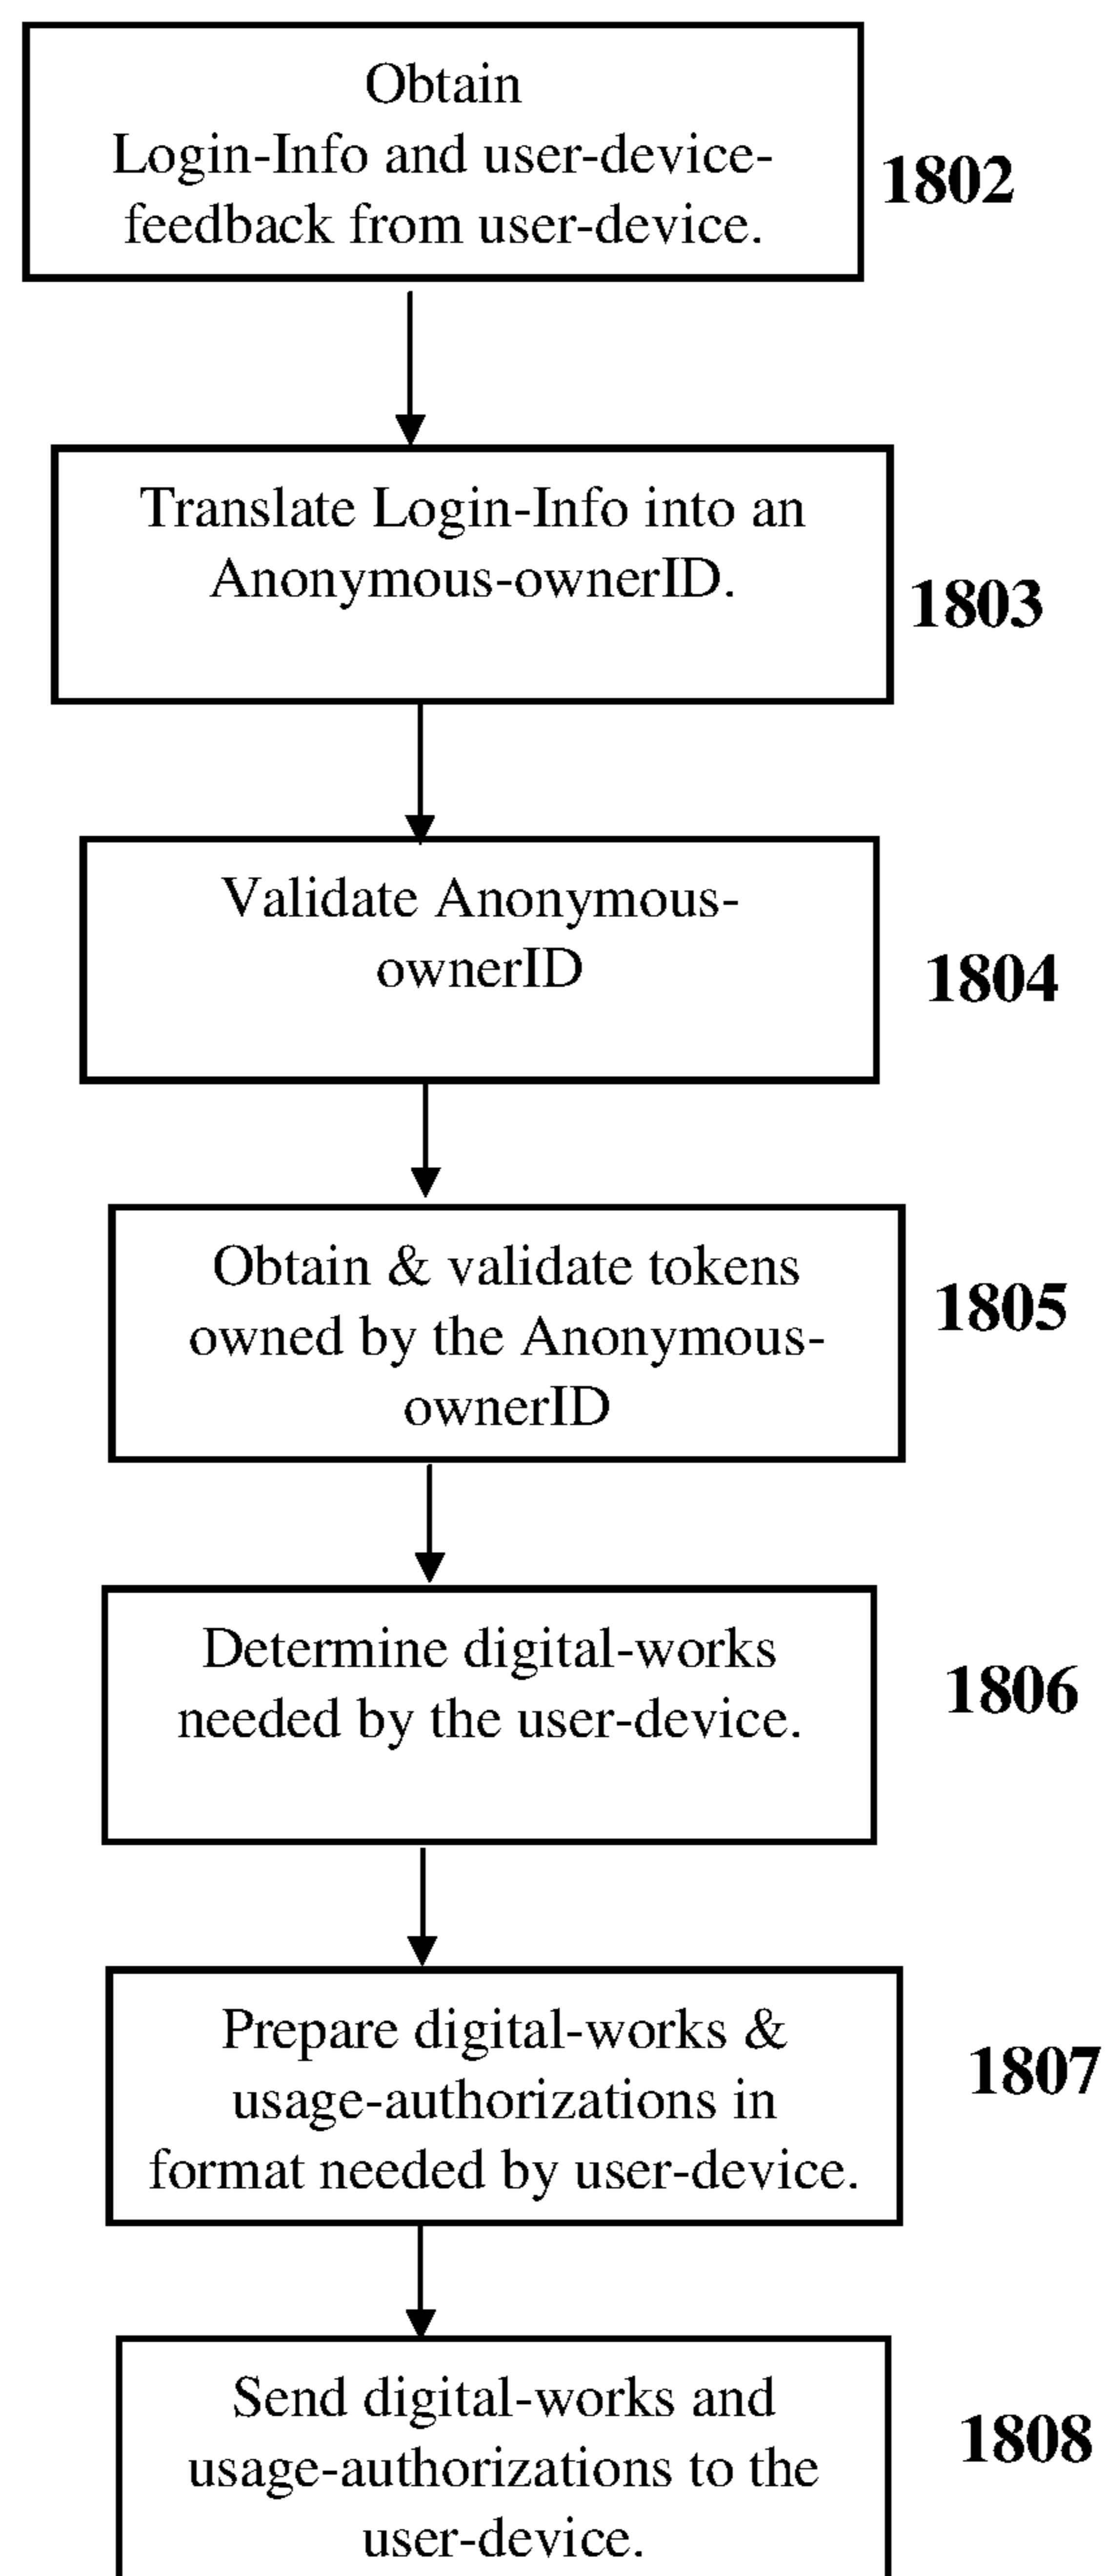 Obtain
Login-Info and user-device-
feedback from user-device.
1802
Translate Login-Info into an
Anonymous-ownerID.
1803
Validate Anonymous-
ownerID
1804
Obtain & validate tokens
owned by the Anonymous-
ownerID
1805
Determine digital-works
needed by the user-device.
1806
Prepare digital-works &
usage-authorizations in
format needed by user-device.
1807
Send digital-works and
usage-authorizations to the
user-device.
1808